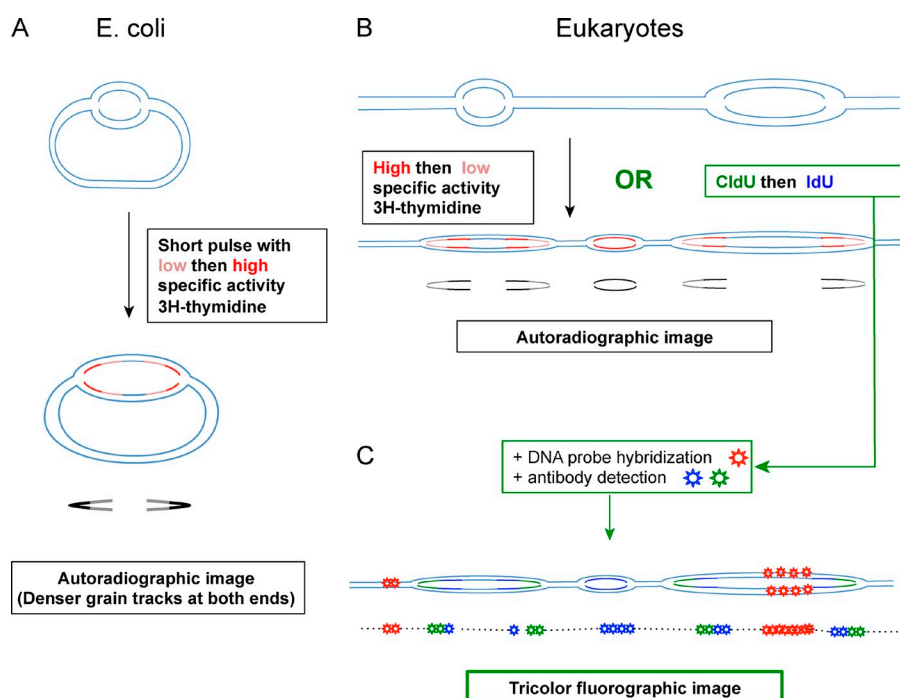 A
E. coli
B
Eukaryotes
High then low
specific activity
3H-thymidine
OR
CldU then IdU
Short pulse with
low then high
specific activity
3H-thymidine
Autoradiographic image
C
+ DNA probe hybridization
+ antibody detection
Autoradiographic image
(Denser grain tracks at both ends)
Tricolor fluorographic image